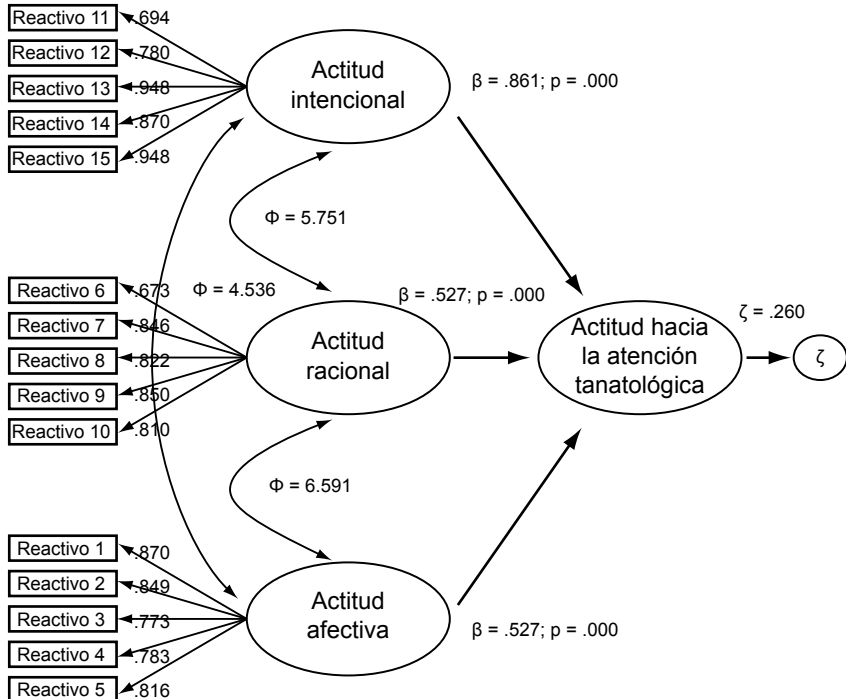 Reactivo 11 .694
Reactivo 12 .780
Reactivo 13 .948
Reactivo 14 .870
Reactivo 15 .948
Actitud
intencional
β = .861; p = .000
Φ = 5.751
Φ = 4.536
Reactivo 6 .673
Reactivo 7 .846
Reactivo 8 .822
Reactivo 9 .850
Reactivo 10 .810
Actitud
racional
β = .527; p = .000
Actitud hacia
la atención
tanatológica
ζ = .260
ζ
Φ = 6.591
Reactivo 1 .870
Reactivo 2 .849
Reactivo 3 .773
Reactivo 4 .783
Reactivo 5 .816
Actitud
afectiva
β = .527; p = .000